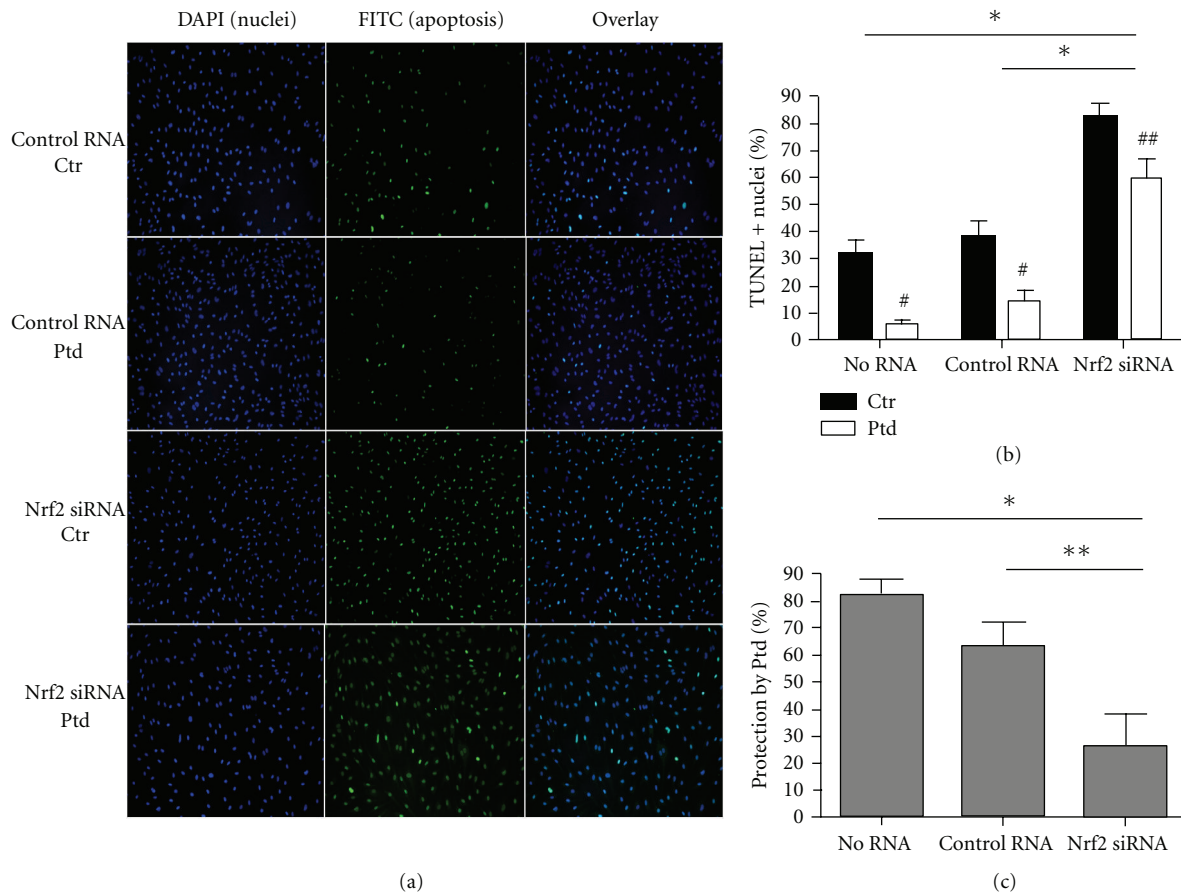 DAPI (nuclei) FITC (apoptosis) Overlay
Control RNA
Ctr
Control RNA
Ptd
Nrf2 siRNA
Ctr
Nrf2 siRNA
Ptd
(a)
*
*
TUNEL + nuclei (%)
90
80
70
60
50
40
30
20
10
0
#
#
##
No RNA Control RNA Nrf2 siRNA
Ctr
Ptd
(b)
*
**
Protection by Ptd (%)
90
80
70
60
50
40
30
20
10
0
No RNA Control RNA Nrf2 siRNA
(c)